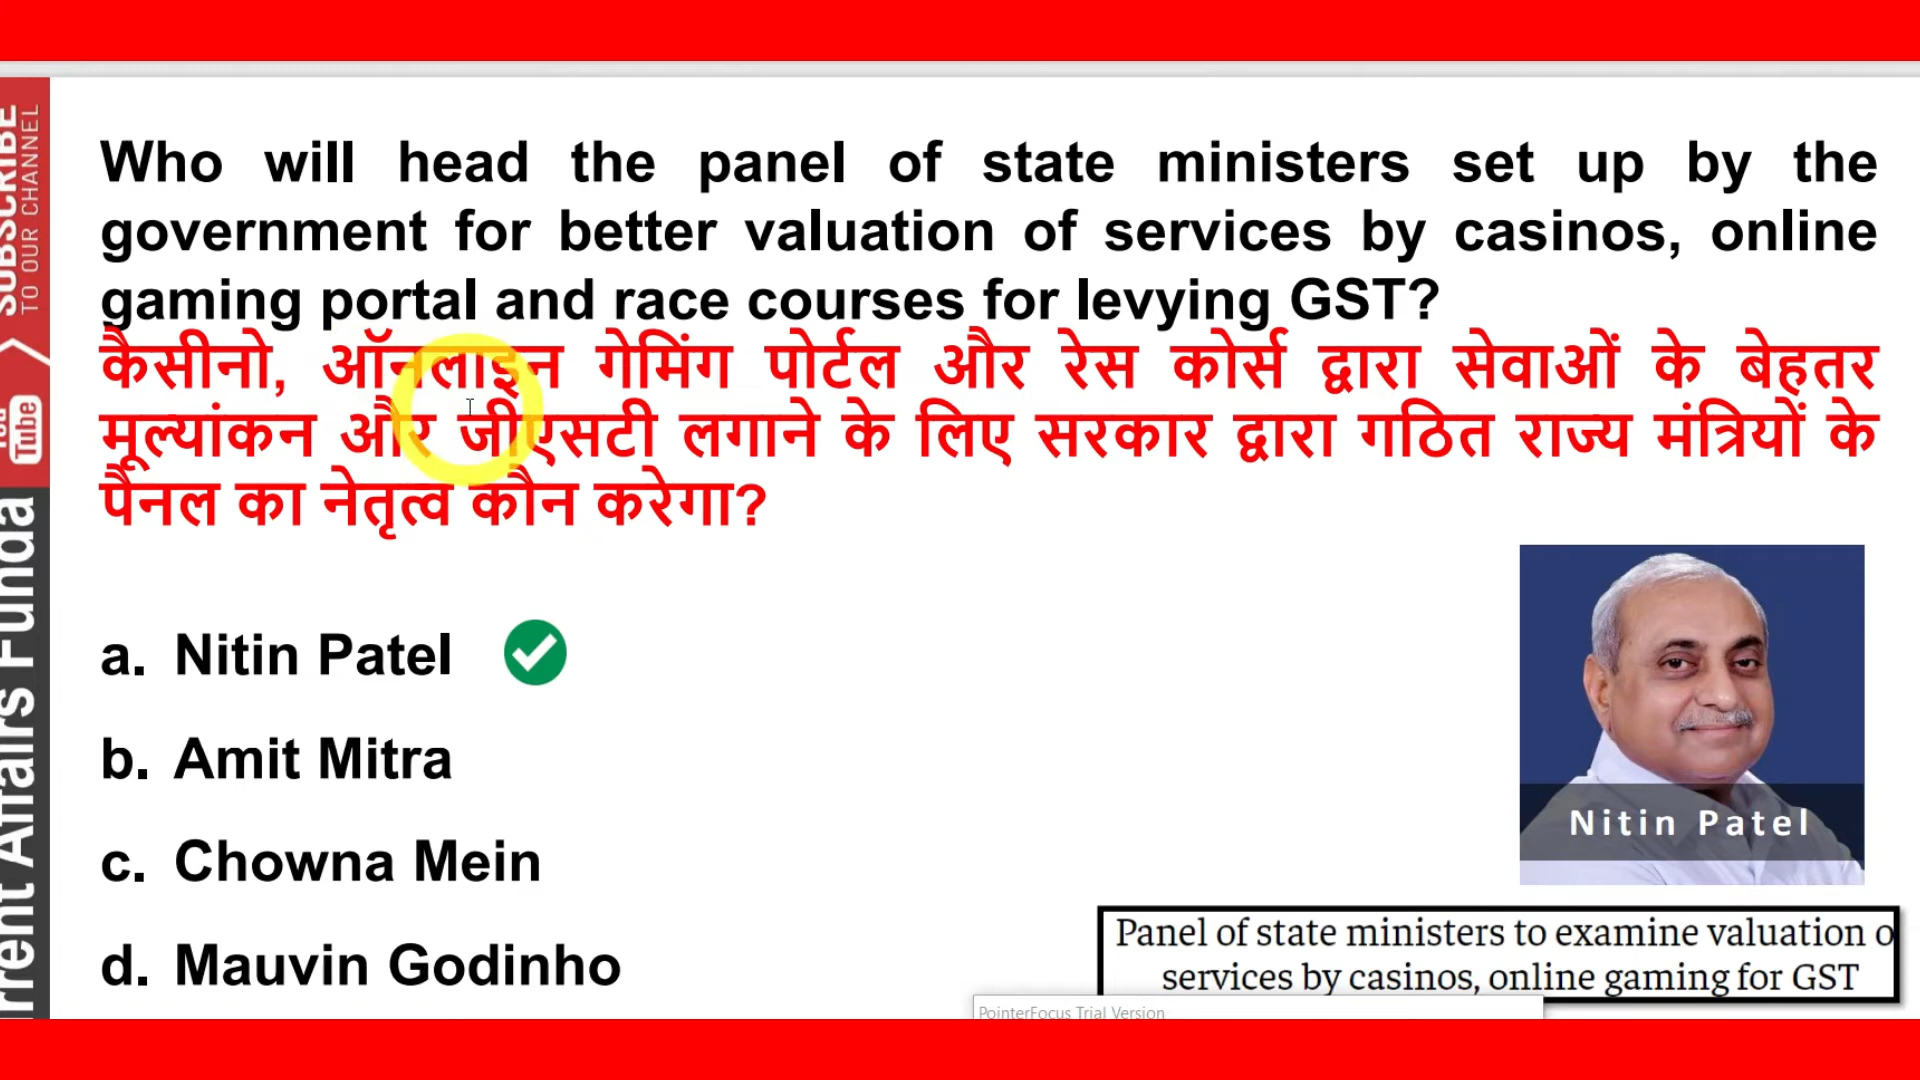 SUBSCRIBE
TO OUR CHANNEL
You
Tube
rrent Affairs Funda
Who will head the panel of state ministers set up by the
government for better valuation of services by casinos, online
gaming portal and race courses for levying GST?
कैसीनो, ऑनलाइन गेमिंग पोर्टल और रेस कोर्स द्वारा सेवाओं के बेहतर
मूल्यांकन और जीएसटी लगाने के लिए सरकार द्वारा गठित राज्य मंत्रियों के
पैनल का नेतृत्व कौन करेगा?
a. Nitin Patel
b. Amit Mitra
c. Chowna Mein
d. Mauvin Godinho
Nitin Patel
Panel of state ministers to examine valuation o
services by casinos, online gaming for GST
PointerFocus Trial Version